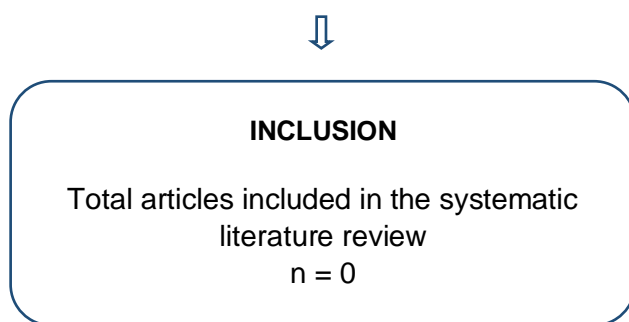 INCLUSION
Total articles included in the systematic
literature review
n = 0